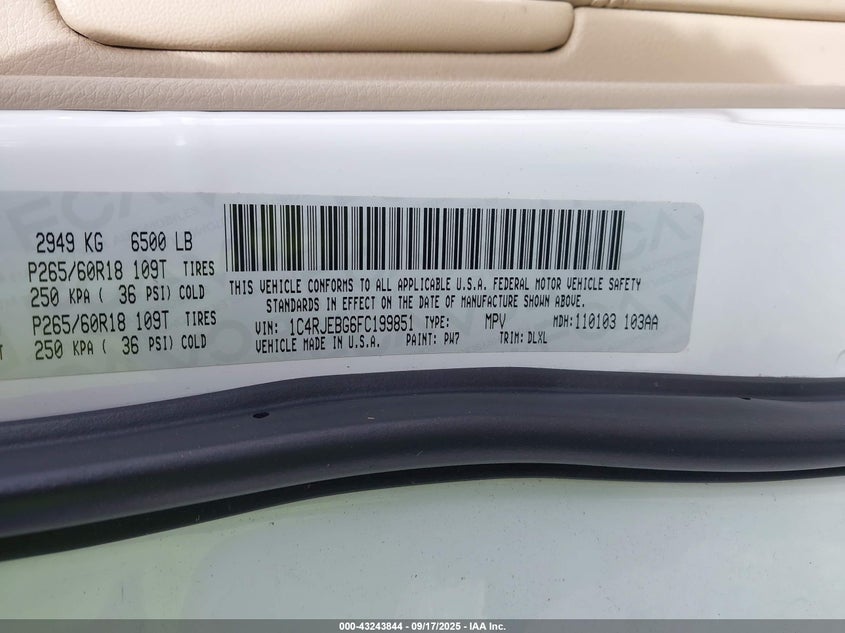 2949 KG 6500 LB
P265/60R18 109T TIRES
250 KPA ( 36 PSI) COLD
P265/60R18 109T TIRES
250 KPA ( 36 PSI) COLD
THIS VEHICLE CONFORMS TO ALL APPLICABLE U.S.A. FEDERAL MOTOR VEHICLE SAFETY
STANDARDS IN EFFECT ON THE DATE OF MANUFACTURE SHOWN ABOVE.
VIN: 1C4RJEBG6FC199851 TYPE: MPV MDH: 110103 103AA
VEHICLE MADE IN U.S.A. PAINT: PW7 TRIM: DLXL
000-43243844 - 09/17/2025 - IAA Inc.